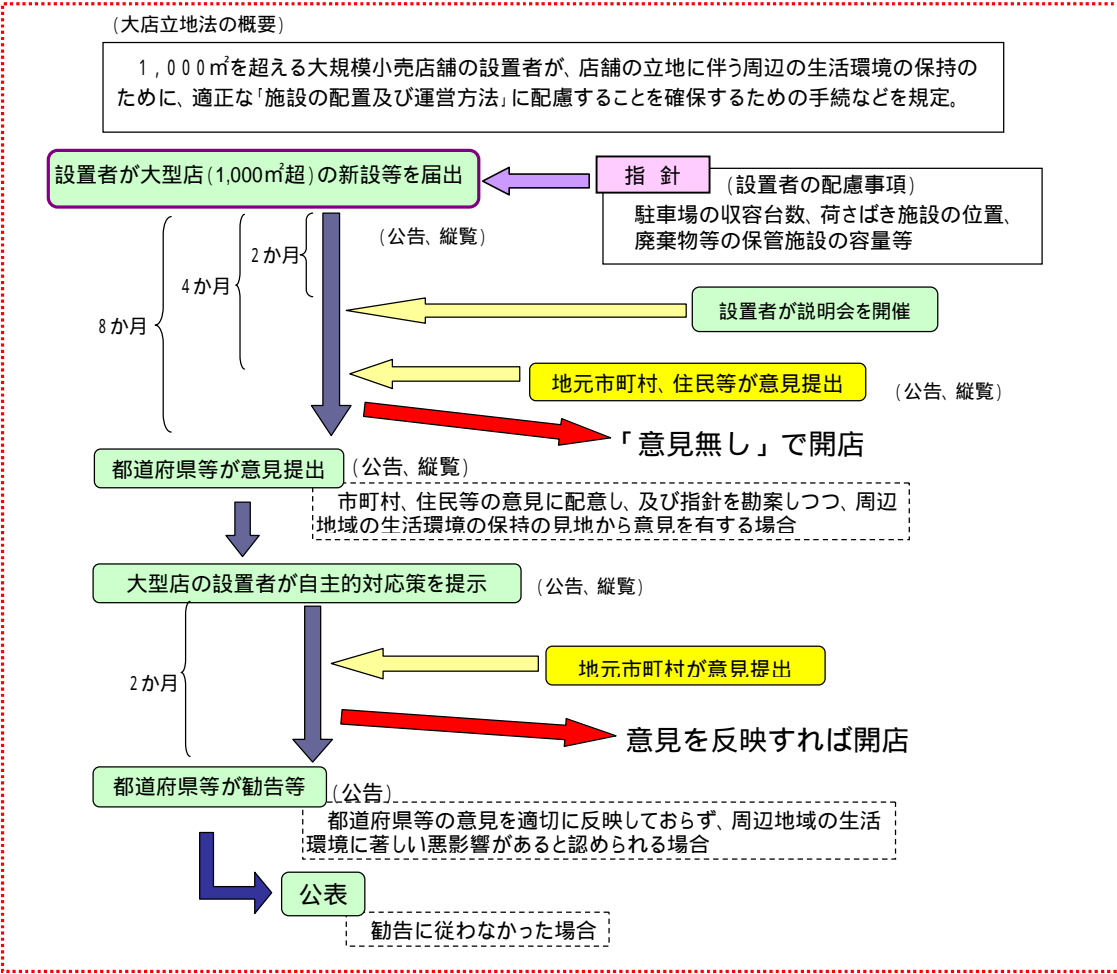 (大店立地法の概要)
1,000㎡を超える大規模小売店舗の設置者が、店舗の立地に伴う周辺の生活環境の保持の
ために、適正な「施設の配置及び運営方法」に配慮することを確保するための手続などを規定。
設置者が大型店(1,000㎡超)の新設等を届出
指 針
(設置者の配慮事項)
駐車場の収容台数、荷さばき施設の位置、
廃棄物等の保管施設の容量等
(公告、縦覧)
2か月
4か月
8か月
設置者が説明会を開催
地元市町村、住民等が意見提出
(公告、縦覧)
「意見無し」で開店
都道府県等が意見提出
(公告、縦覧)
市町村、住民等の意見に配意し、及び指針を勘案しつつ、周辺
地域の生活環境の保持の見地から意見を有する場合
大型店の設置者が自主的対応策を提示
(公告、縦覧)
2か月
地元市町村が意見提出
意見を反映すれば開店
都道府県等が勧告等
(公告)
都道府県等の意見を適切に反映しておらず、周辺地域の生活
環境に著しい悪影響があると認められる場合
公表
勧告に従わなかった場合